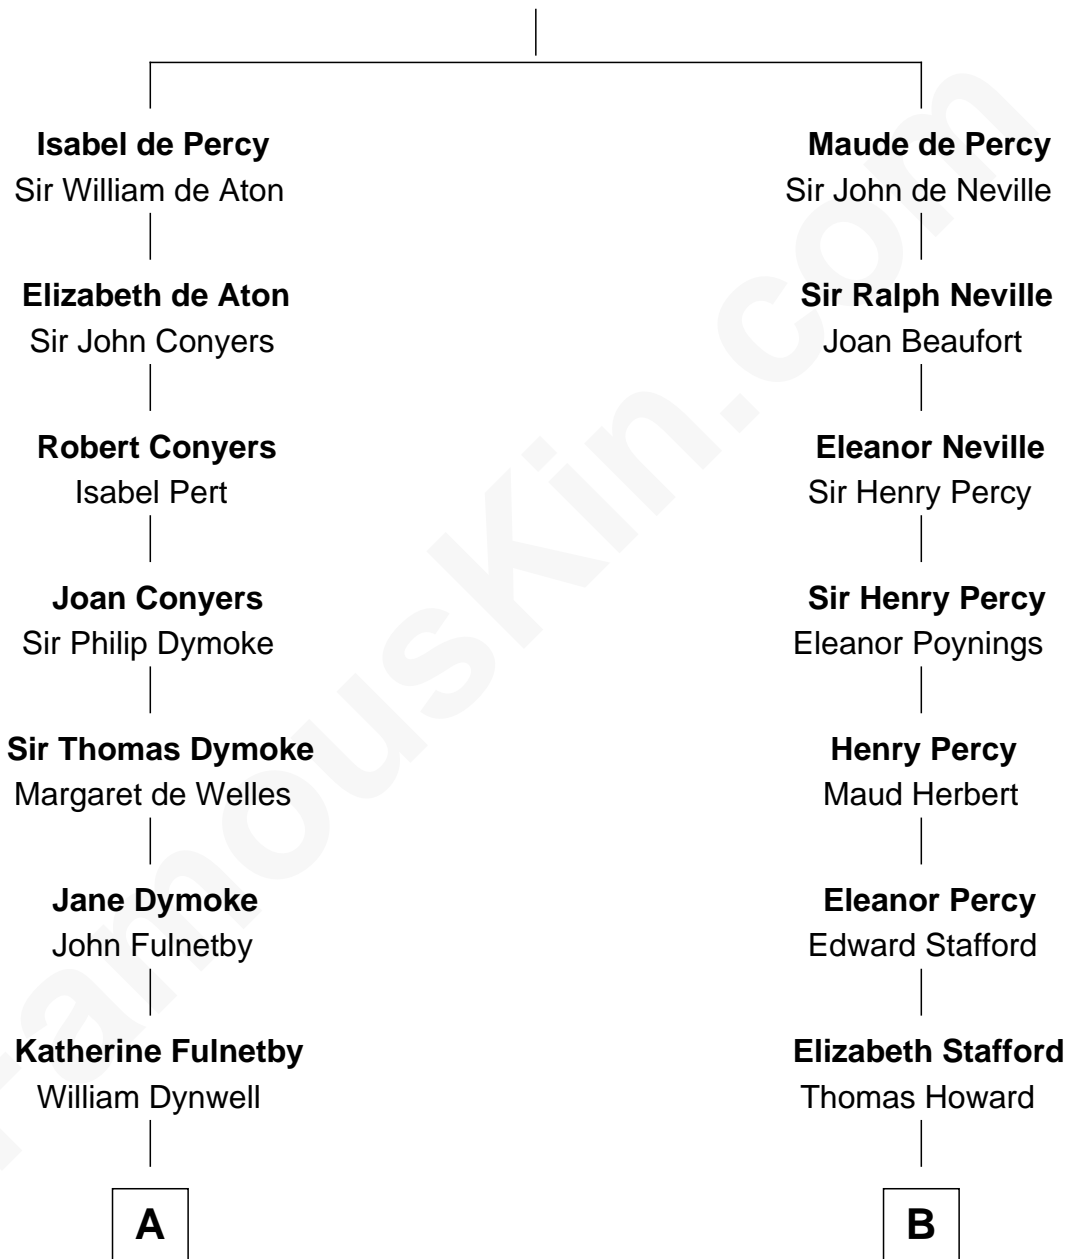 Isabel de Percy
Sir William de Aton
Elizabeth de Aton
Sir John Conyers
Robert Conyers
Isabel Pert
Joan Conyers
Sir Philip Dymoke
Sir Thomas Dymoke
Margaret de Welles
Jane Dymoke
John Fulnetby
Katherine Fulnetby
William Dynwell
A
Maude de Percy
Sir John de Neville
Sir Ralph Neville
Joan Beaufort
Eleanor Neville
Sir Henry Percy
Sir Henry Percy
Eleanor Poynings
Henry Percy
Maud Herbert
Eleanor Percy
Edward Stafford
Elizabeth Stafford
Thomas Howard
B
FamousKin.com